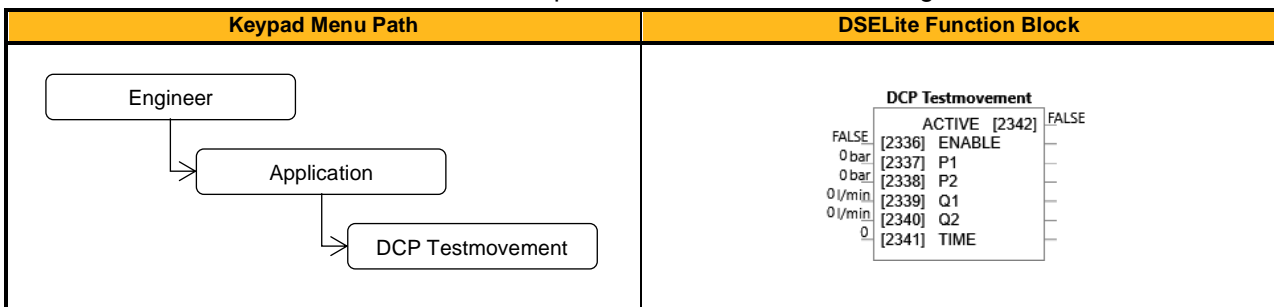 Keypad Menu Path
DSELite Function Block
Engineer
Application
DCP Testmovement
DCP Testmovement
ACTIVE [2342] FALSE
FALSE [2336] ENABLE
0 bar [2337] P1
0 bar [2338] P2
0 l/min [2339] Q1
0 l/min [2340] Q2
0 [2341] TIME